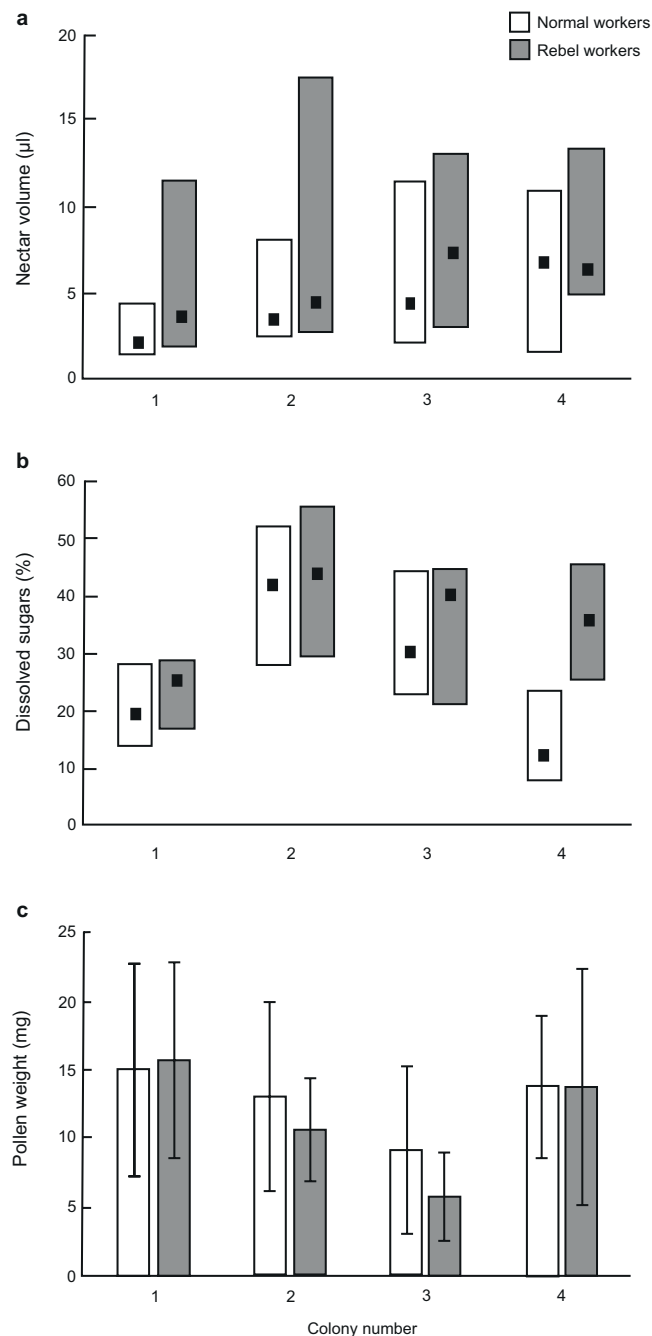 a
Normal workers
Rebel workers
Nectar volume (µl)
20
15
10
5
0
1 2 3 4
b
Dissolved sugars (%)
60
50
40
30
20
10
0
1 2 3 4
c
Pollen weight (mg)
25
20
15
10
5
0
1 2 3 4
Colony number